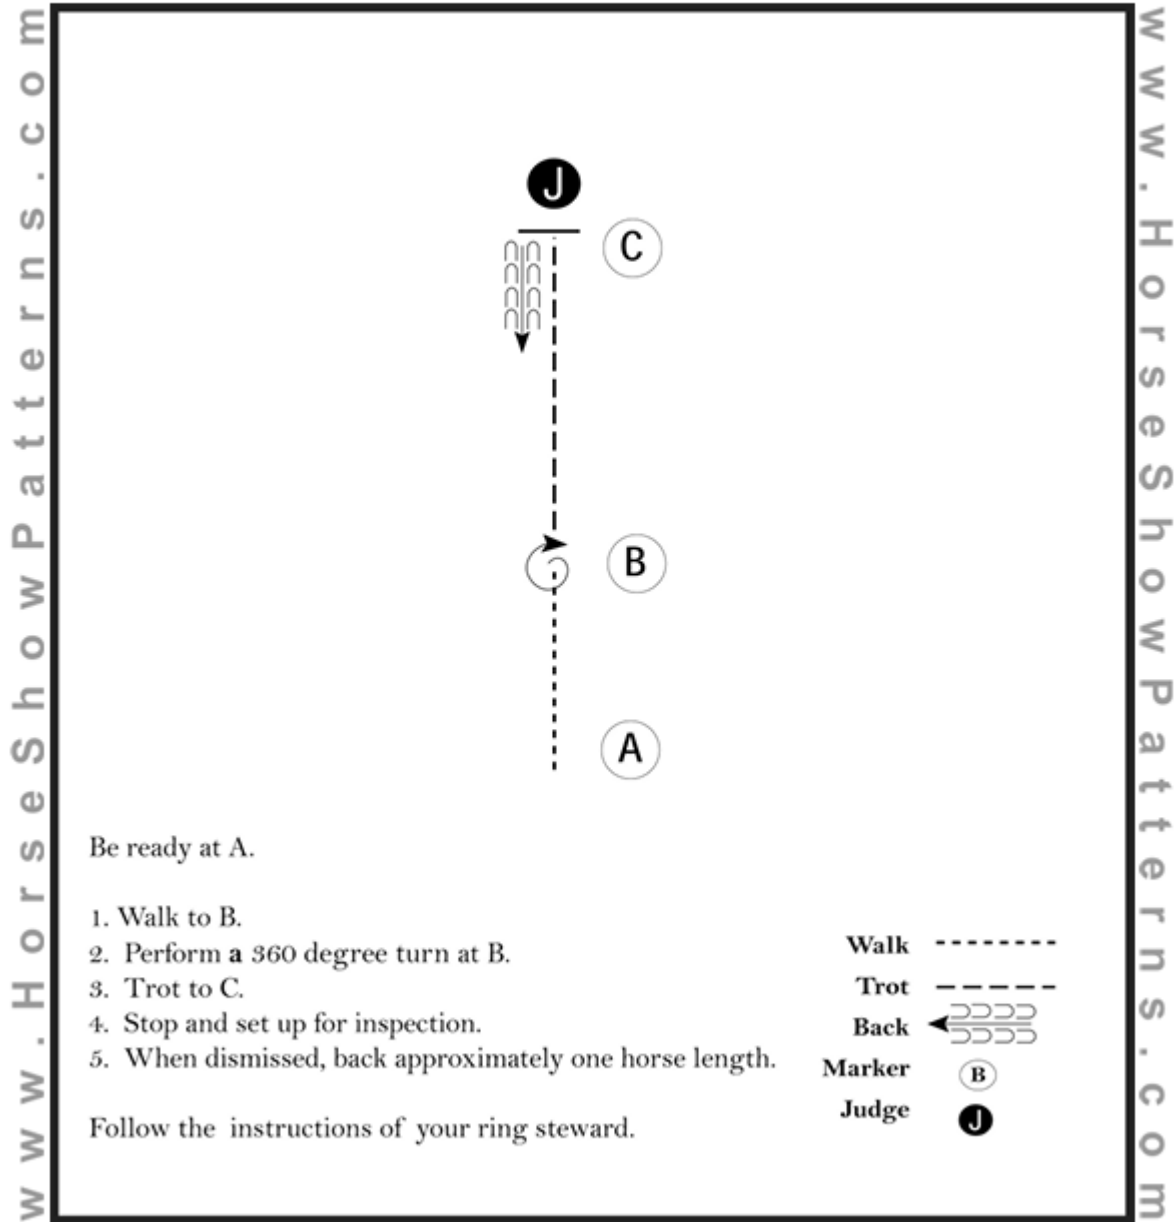 www.HorseShowPatterns.com
www.HorseShowPatterns.com
J
C
B
A
Be ready at A.
1. Walk to B.
2. Perform a 360 degree turn at B.
3. Trot to C.
4. Stop and set up for inspection.
5. When dismissed, back approximately one horse length.
Follow the instructions of your ring steward.
Walk
Trot
Back
Marker B
Judge J